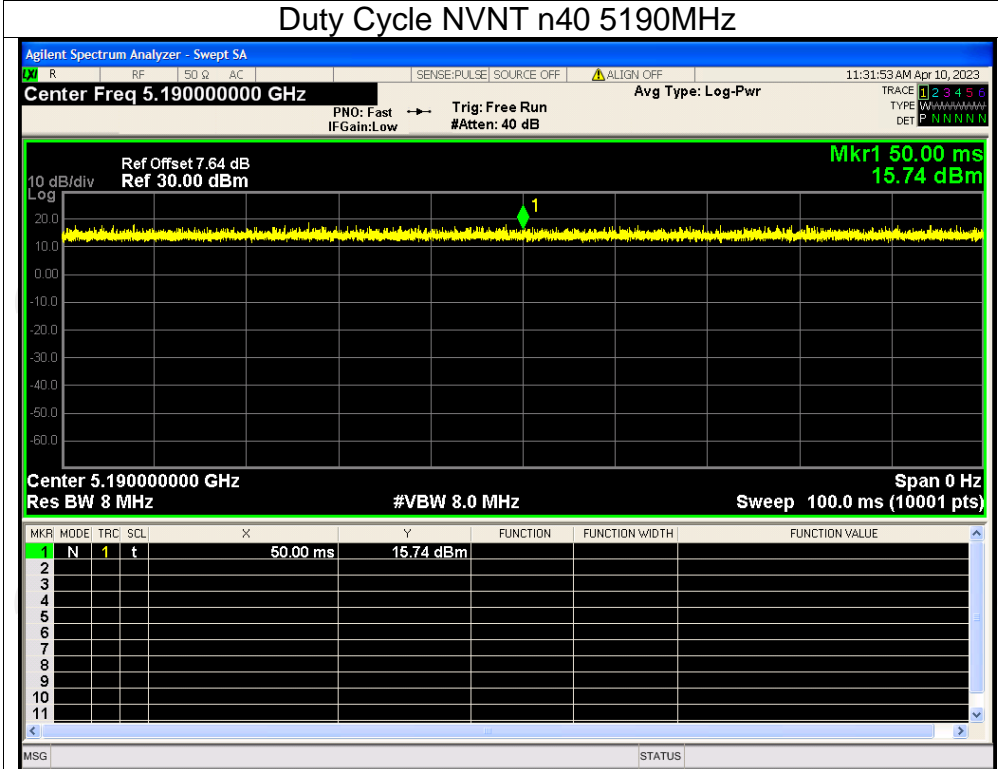 Duty Cycle NVNT n40 5190MHz
Agilent Spectrum Analyzer - Swept SA
LXI R RF 50 Ω AC SENSE:PULSE SOURCE OFF ALIGN OFF 11:31:53 AM Apr 10, 2023
Center Freq 5.190000000 GHz Avg Type: Log-Pwr TRACE 1 2 3 4 5 6
PNO: Fast Trig: Free Run TYPE WWWWWW
IFGain:Low #Atten: 40 dB DET P N N N N N
Mkr1 50.00 ms
Ref Offset 7.64 dB
10 dB/div Ref 30.00 dBm 15.74 dBm
Log
1
20.0
10.0
0.00
-10.0
-20.0
-30.0
-40.0
-50.0
-60.0
Center 5.190000000 GHz Span 0 Hz
Res BW 8 MHz #VBW 8.0 MHz Sweep 100.0 ms (10001 pts)
MKR MODE TRC SCL X Y FUNCTION FUNCTION WIDTH FUNCTION VALUE
1 N 1 t 50.00 ms 15.74 dBm
2
3
4
5
6
7
8
9
10
11
MSG STATUS